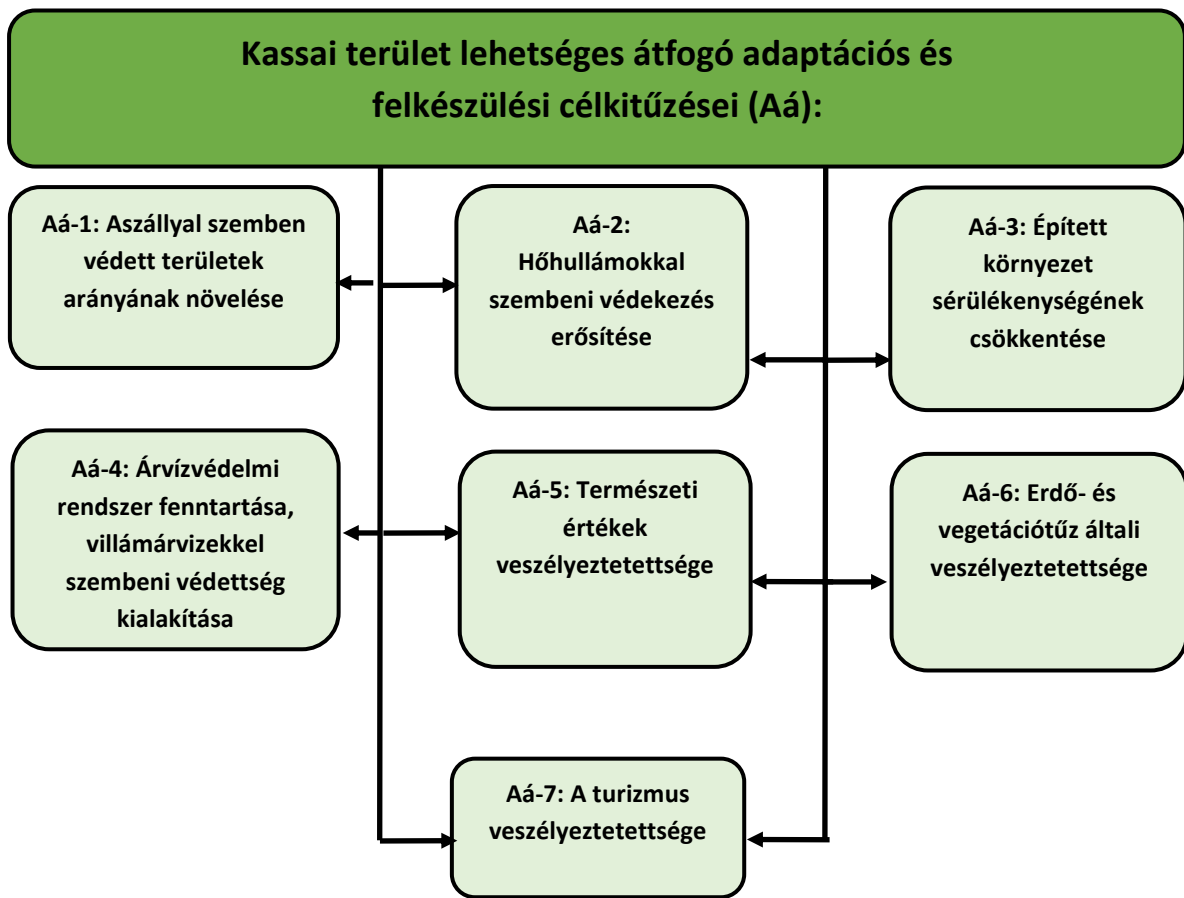 Kassai terület lehetséges átfogó adaptációs és
felkészülési célkitűzései (Aá):
Aá-1: Aszállyal szemben
védett területek
arányának növelése
Aá-2:
Hőhullámokkal
szembeni védekezés
erősítése
Aá-3: Épített
környezet
sérülékenységének
csökkentése
Aá-4: Árvízvédelmi
rendszer fenntartása,
villámárvizekkel
szembeni védettség
kialakítása
Aá-5: Természeti
értékek
veszélyeztetettsége
Aá-6: Erdő- és
vegetációtűz általi
veszélyeztetettsége
Aá-7: A turizmus
veszélyeztetettsége